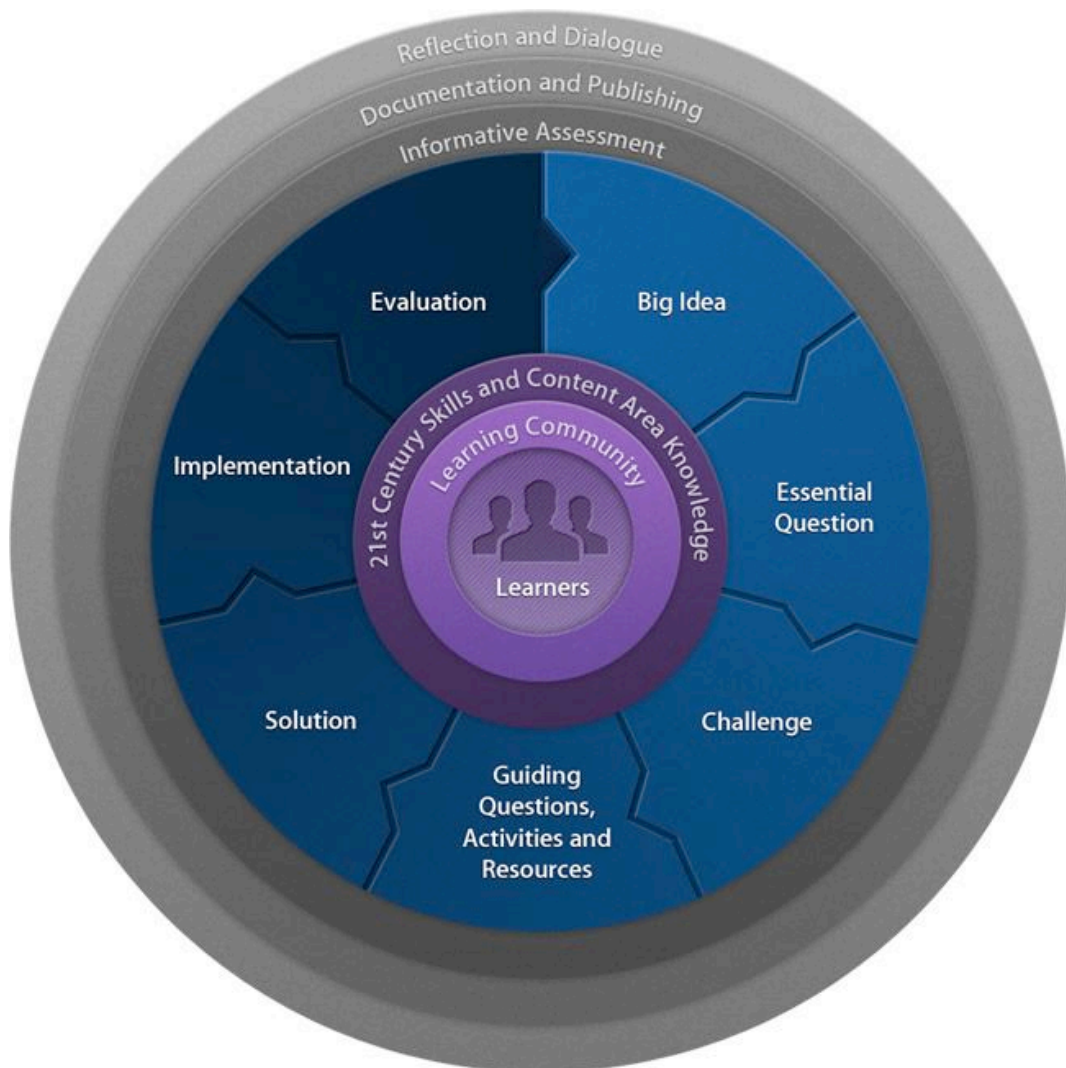 Reflection and Dialogue
Documentation and Publishing
Informative Assessment
Big Idea
Essential
Question
Challenge
Guiding
Questions,
Activities and
Resources
Solution
Implementation
Evaluation
21st Century Skills and Content Area Knowledge
Learning Community
Learners